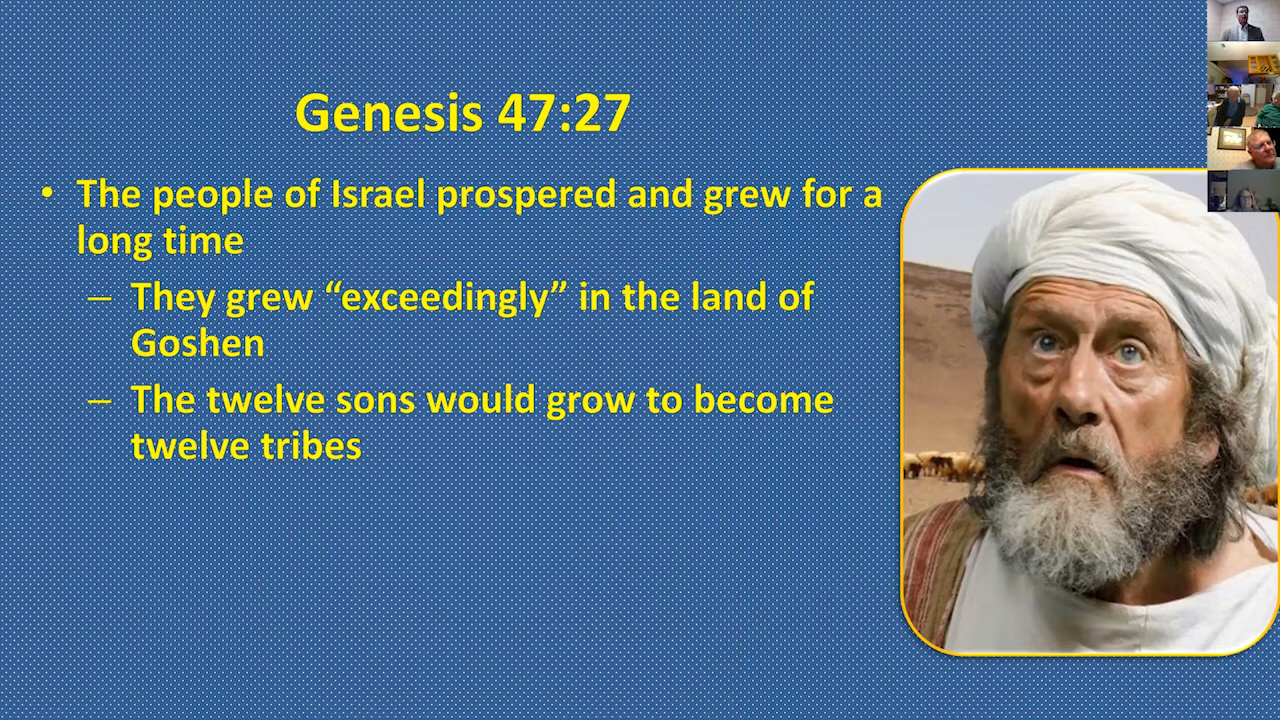 Genesis 47:27
• The people of Israel prospered and grew for a
long time
– They grew “exceedingly” in the land of
Goshen
– The twelve sons would grow to become
twelve tribes